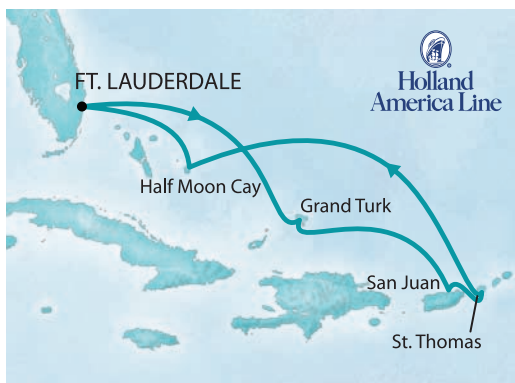 FT. LAUDERDALE
Holland
America Line
Half Moon Cay
Grand Turk
San Juan
St. Thomas